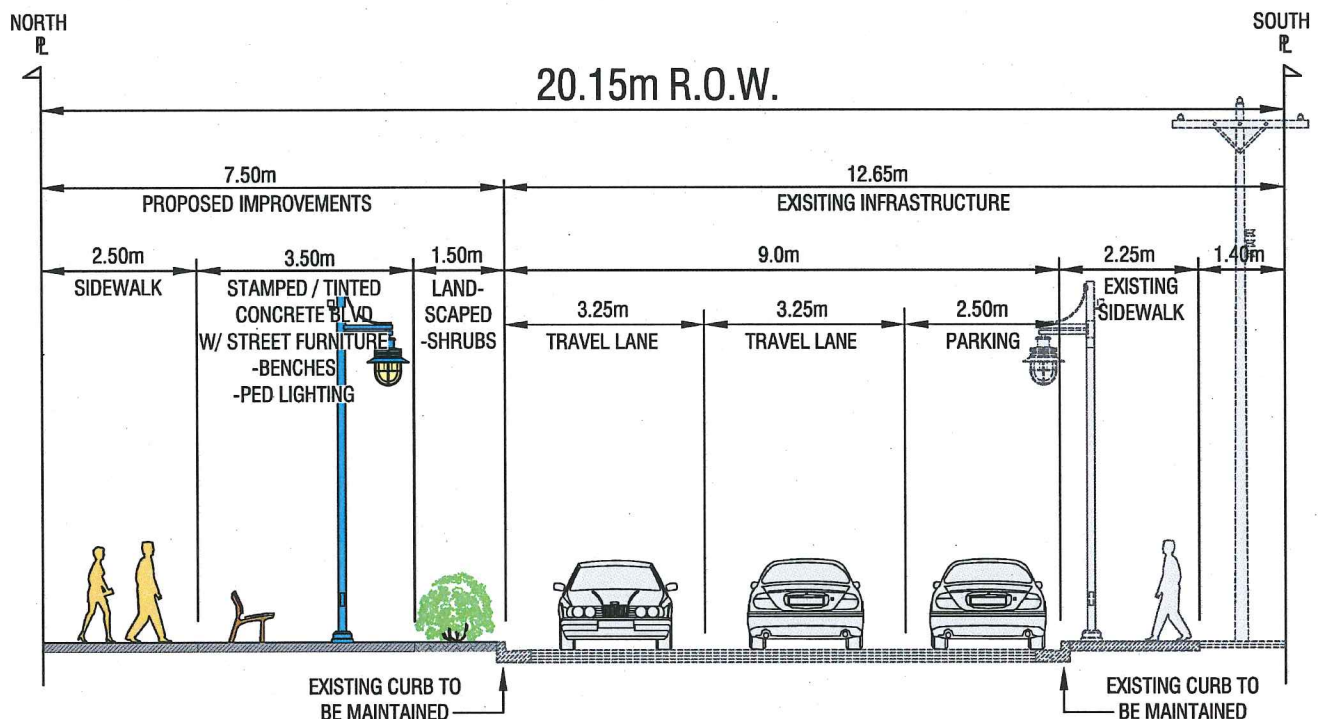 NORTH
PL
SOUTH
PL
20.15m R.O.W.
7.50m
PROPOSED IMPROVEMENTS
12.65m
EXISITING INFRASTRUCTURE
2.50m
SIDEWALK
3.50m
STAMPED / TINTED
CONCRETE BLVD
W/ STREET FURNITURE
-BENCHES
-PED LIGHTING
1.50m
LAND-
SCAPED
-SHRUBS
9.0m
3.25m
TRAVEL LANE
3.25m
TRAVEL LANE
2.50m
PARKING
2.25m
EXISTING
SIDEWALK
1.40m
EXISTING CURB TO
BE MAINTAINED
EXISTING CURB TO
BE MAINTAINED